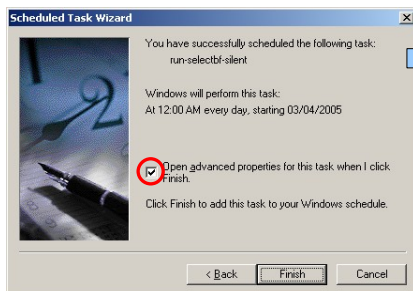 Scheduled Task Wizard
You have successfully scheduled the following task:
run-selectbf-silent
Windows will perform this task:
At 12:00 AM every day, starting 03/04/2005
Open advanced properties for this task when I click
Finish.
Click Finish to add this task to your Windows schedule.
< Back
Finish
Cancel